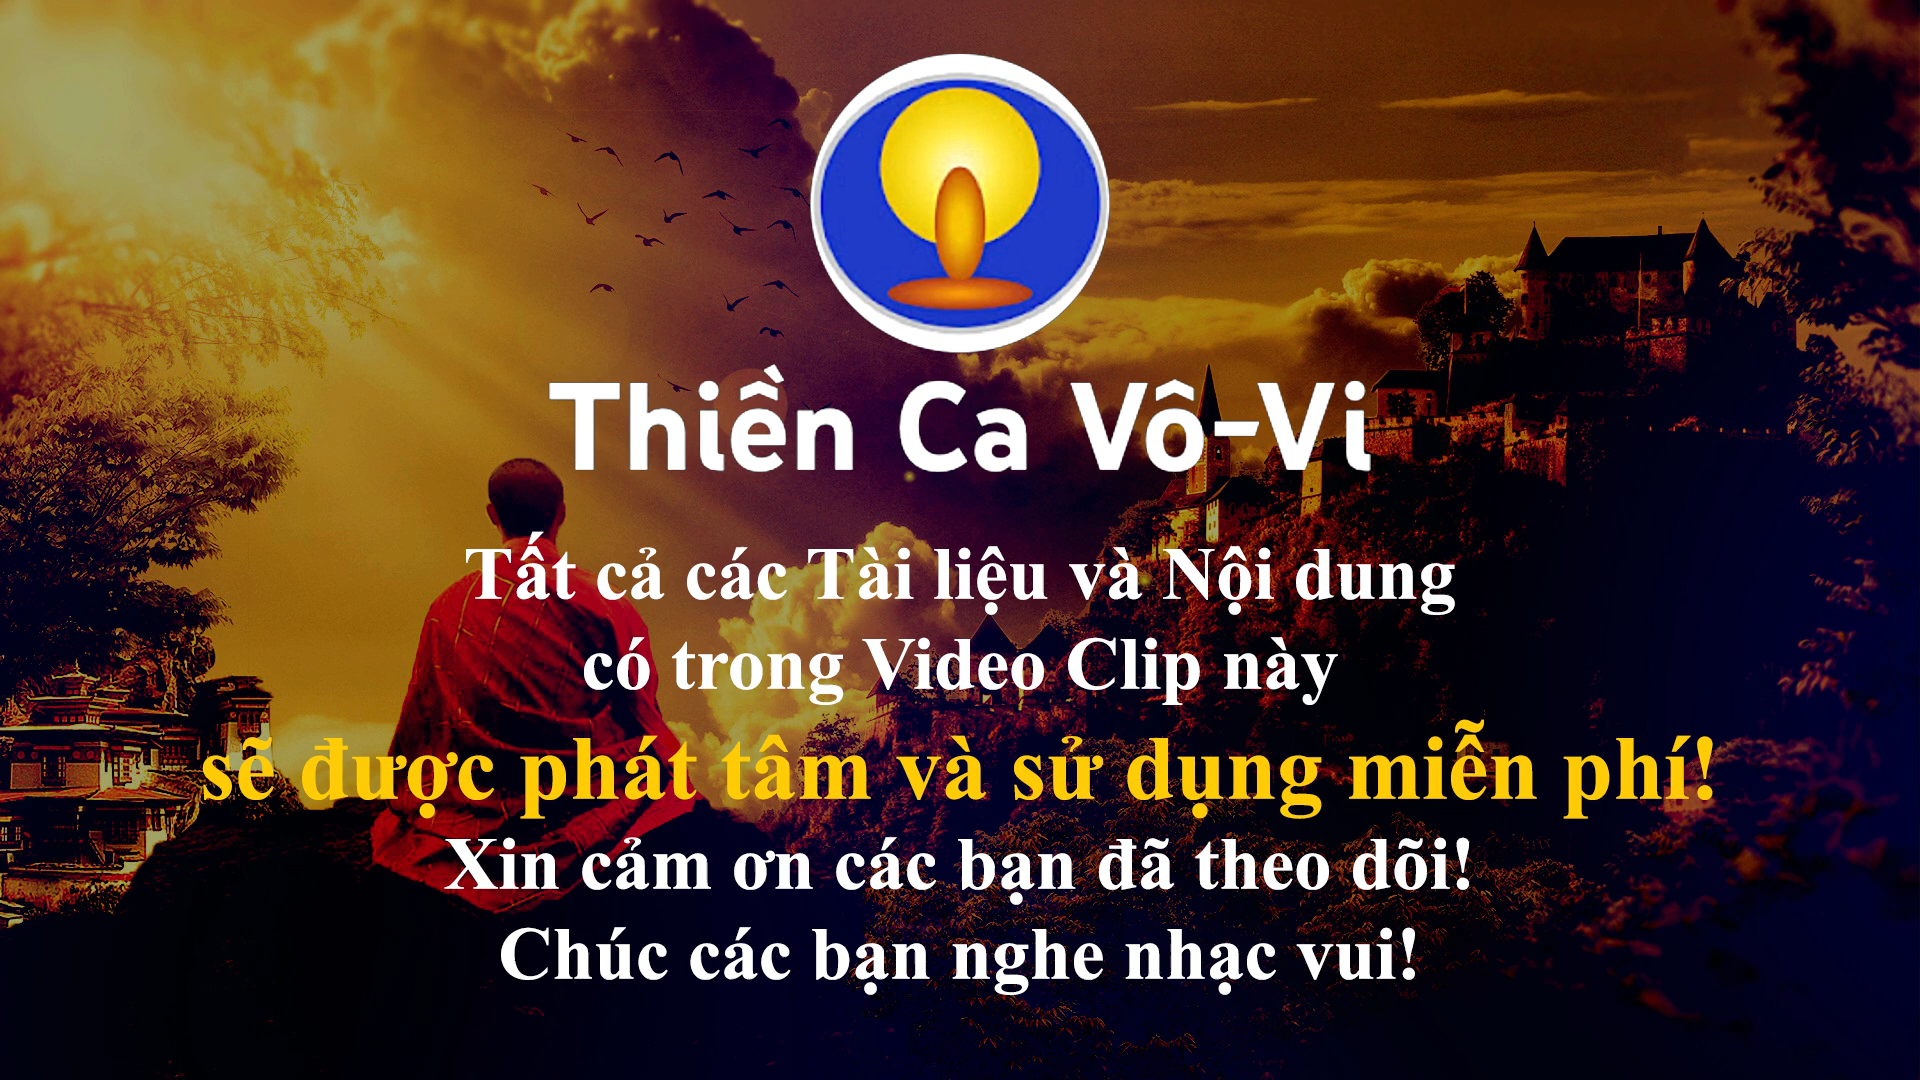 Thiền Ca Vô-Vi
Tất cả các Tài liệu và Nội dung
có trong Video Clip này
sẽ được phát tâm và sử dụng miễn phí!
Xin cảm ơn các bạn đã theo dõi!
Chúc các bạn nghe nhạc vui!